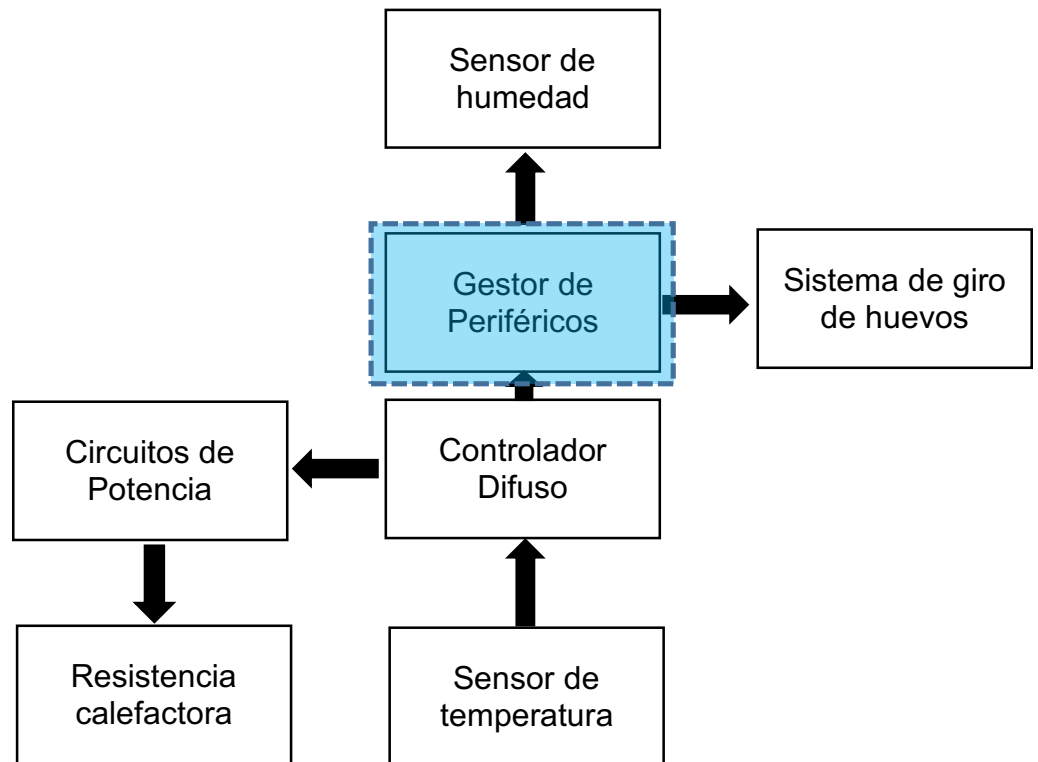 Sensor de
humedad
Gestor de
Periféricos
Sistema de giro
de huevos
Circuitos de
Potencia
Controlador
Difuso
Resistencia
calefactora
Sensor de
temperatura